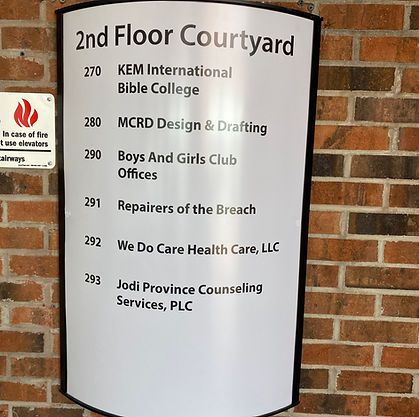 2nd Floor Courtyard
270 KEM International
Bible College
280 MCRD Design & Drafting
290 Boys And Girls Club
Offices
291 Repairers of the Breach
292 We Do Care Health Care, LLC
293 Jodi Province Counseling
Services, PLC
In case of fire
t use elevators
tairways